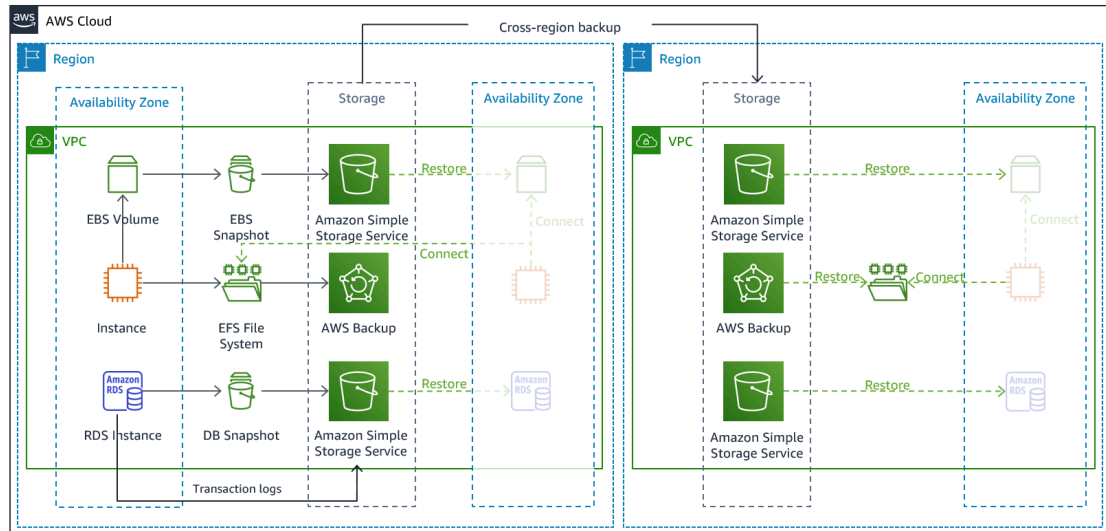 aws
AWS Cloud
Cross-region backup
Region
Region
Availability Zone
Storage
Availability Zone
Storage
Availability Zone
VPC
VPC
Restore
Restore
EBS Volume
EBS
Snapshot
Amazon Simple
Storage Service
Connect
Amazon Simple
Storage Service
Connect
Connect
Restore
Connect
Instance
EFS File
System
AWS Backup
AWS Backup
Amazon
RDS
Restore
Amazon
RDS
Restore
Amazon
RDS
RDS Instance
DB Snapshot
Amazon Simple
Storage Service
Amazon Simple
Storage Service
Transaction logs